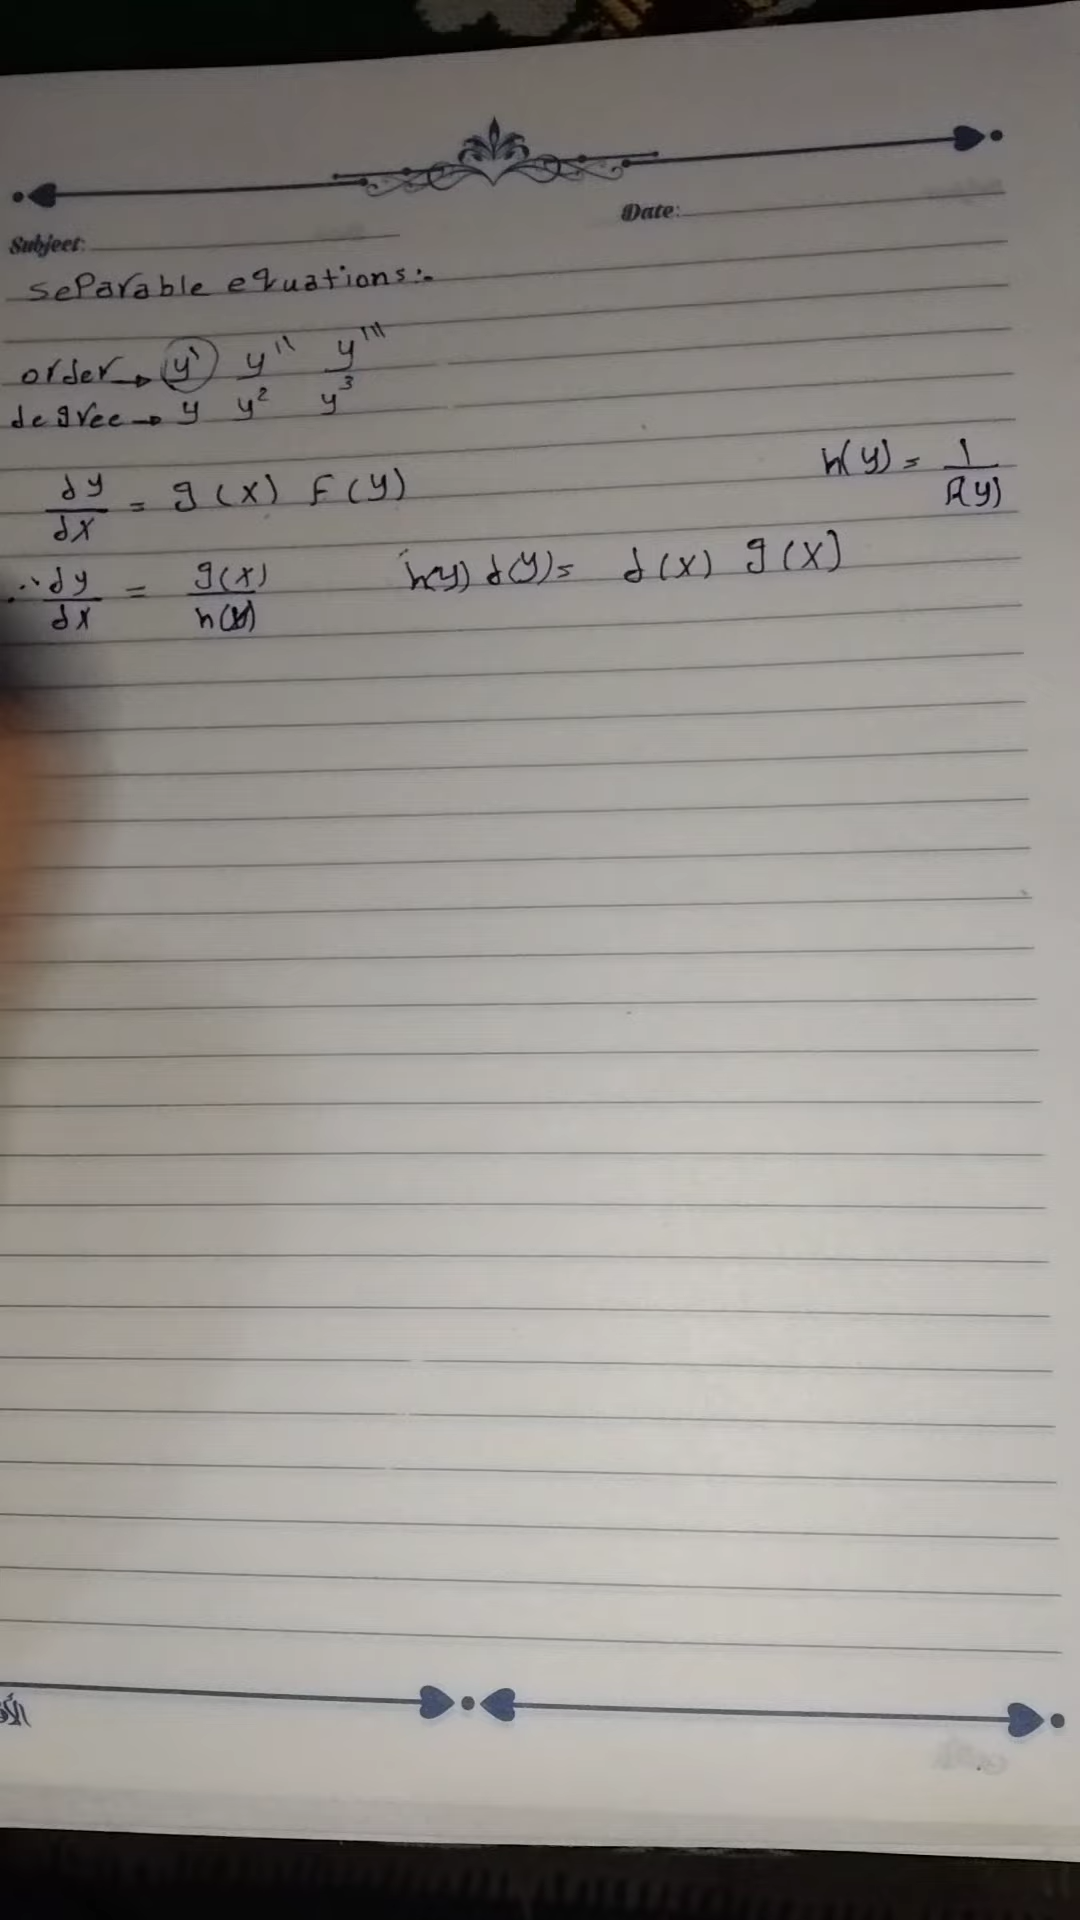 Date:
Subject:
separable equations:-
order → y' y'' y'''
degree → y y² y³
dy/dx = g(x) F(y) h(y) = 1/F(y)
∴ dy/dx = g(x)/h(y) h(y) d(y) = d(x) g(x)